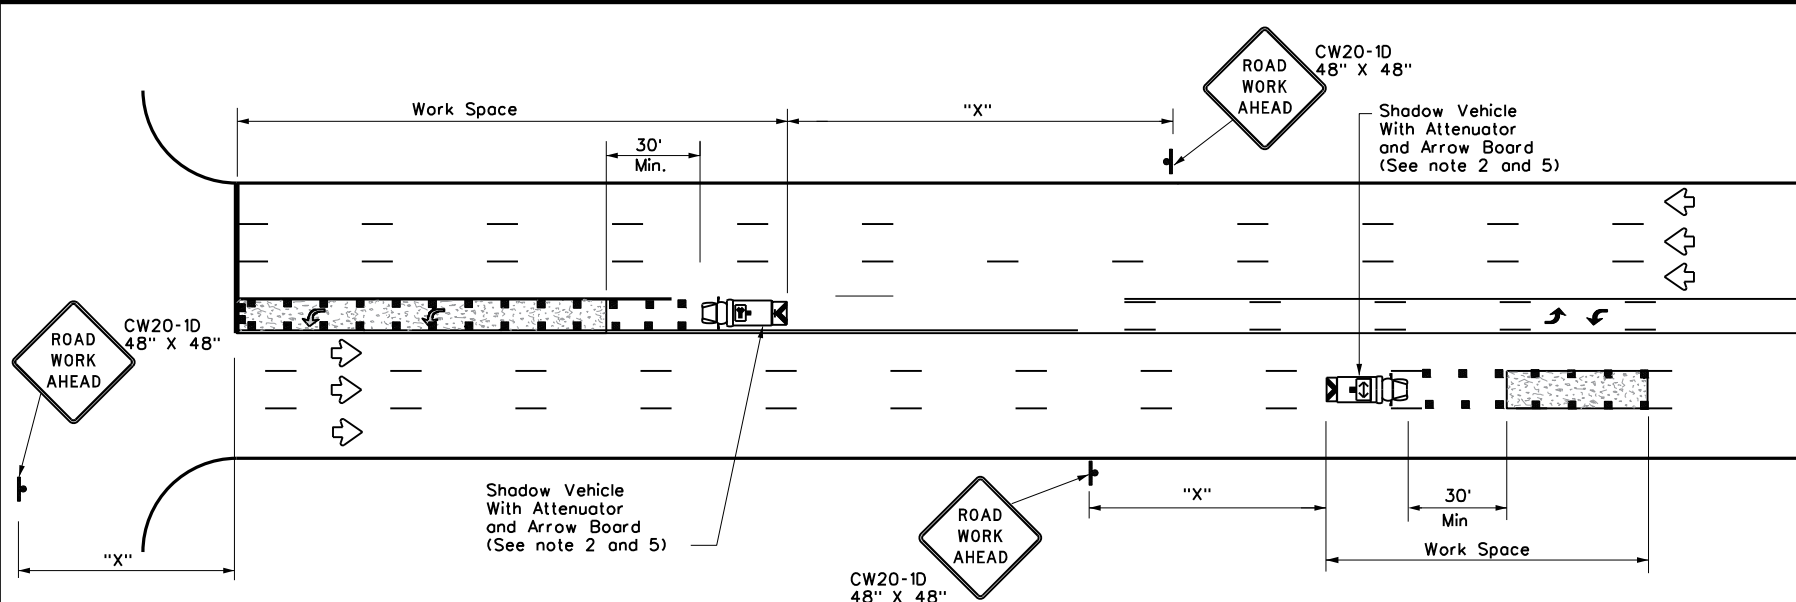 CW20-1D
48" X 48"
ROAD
WORK
AHEAD
Work Space
"X"
Shadow Vehicle
With Attenuator
and Arrow Board
(See note 2 and 5)
30'
Min.
CW20-1D
48" X 48"
ROAD
WORK
AHEAD
Shadow Vehicle
With Attenuator
and Arrow Board
(See note 2 and 5)
"X"
ROAD
WORK
AHEAD
CW20-1D
48" X 48"
"X"
30'
Min
Work Space